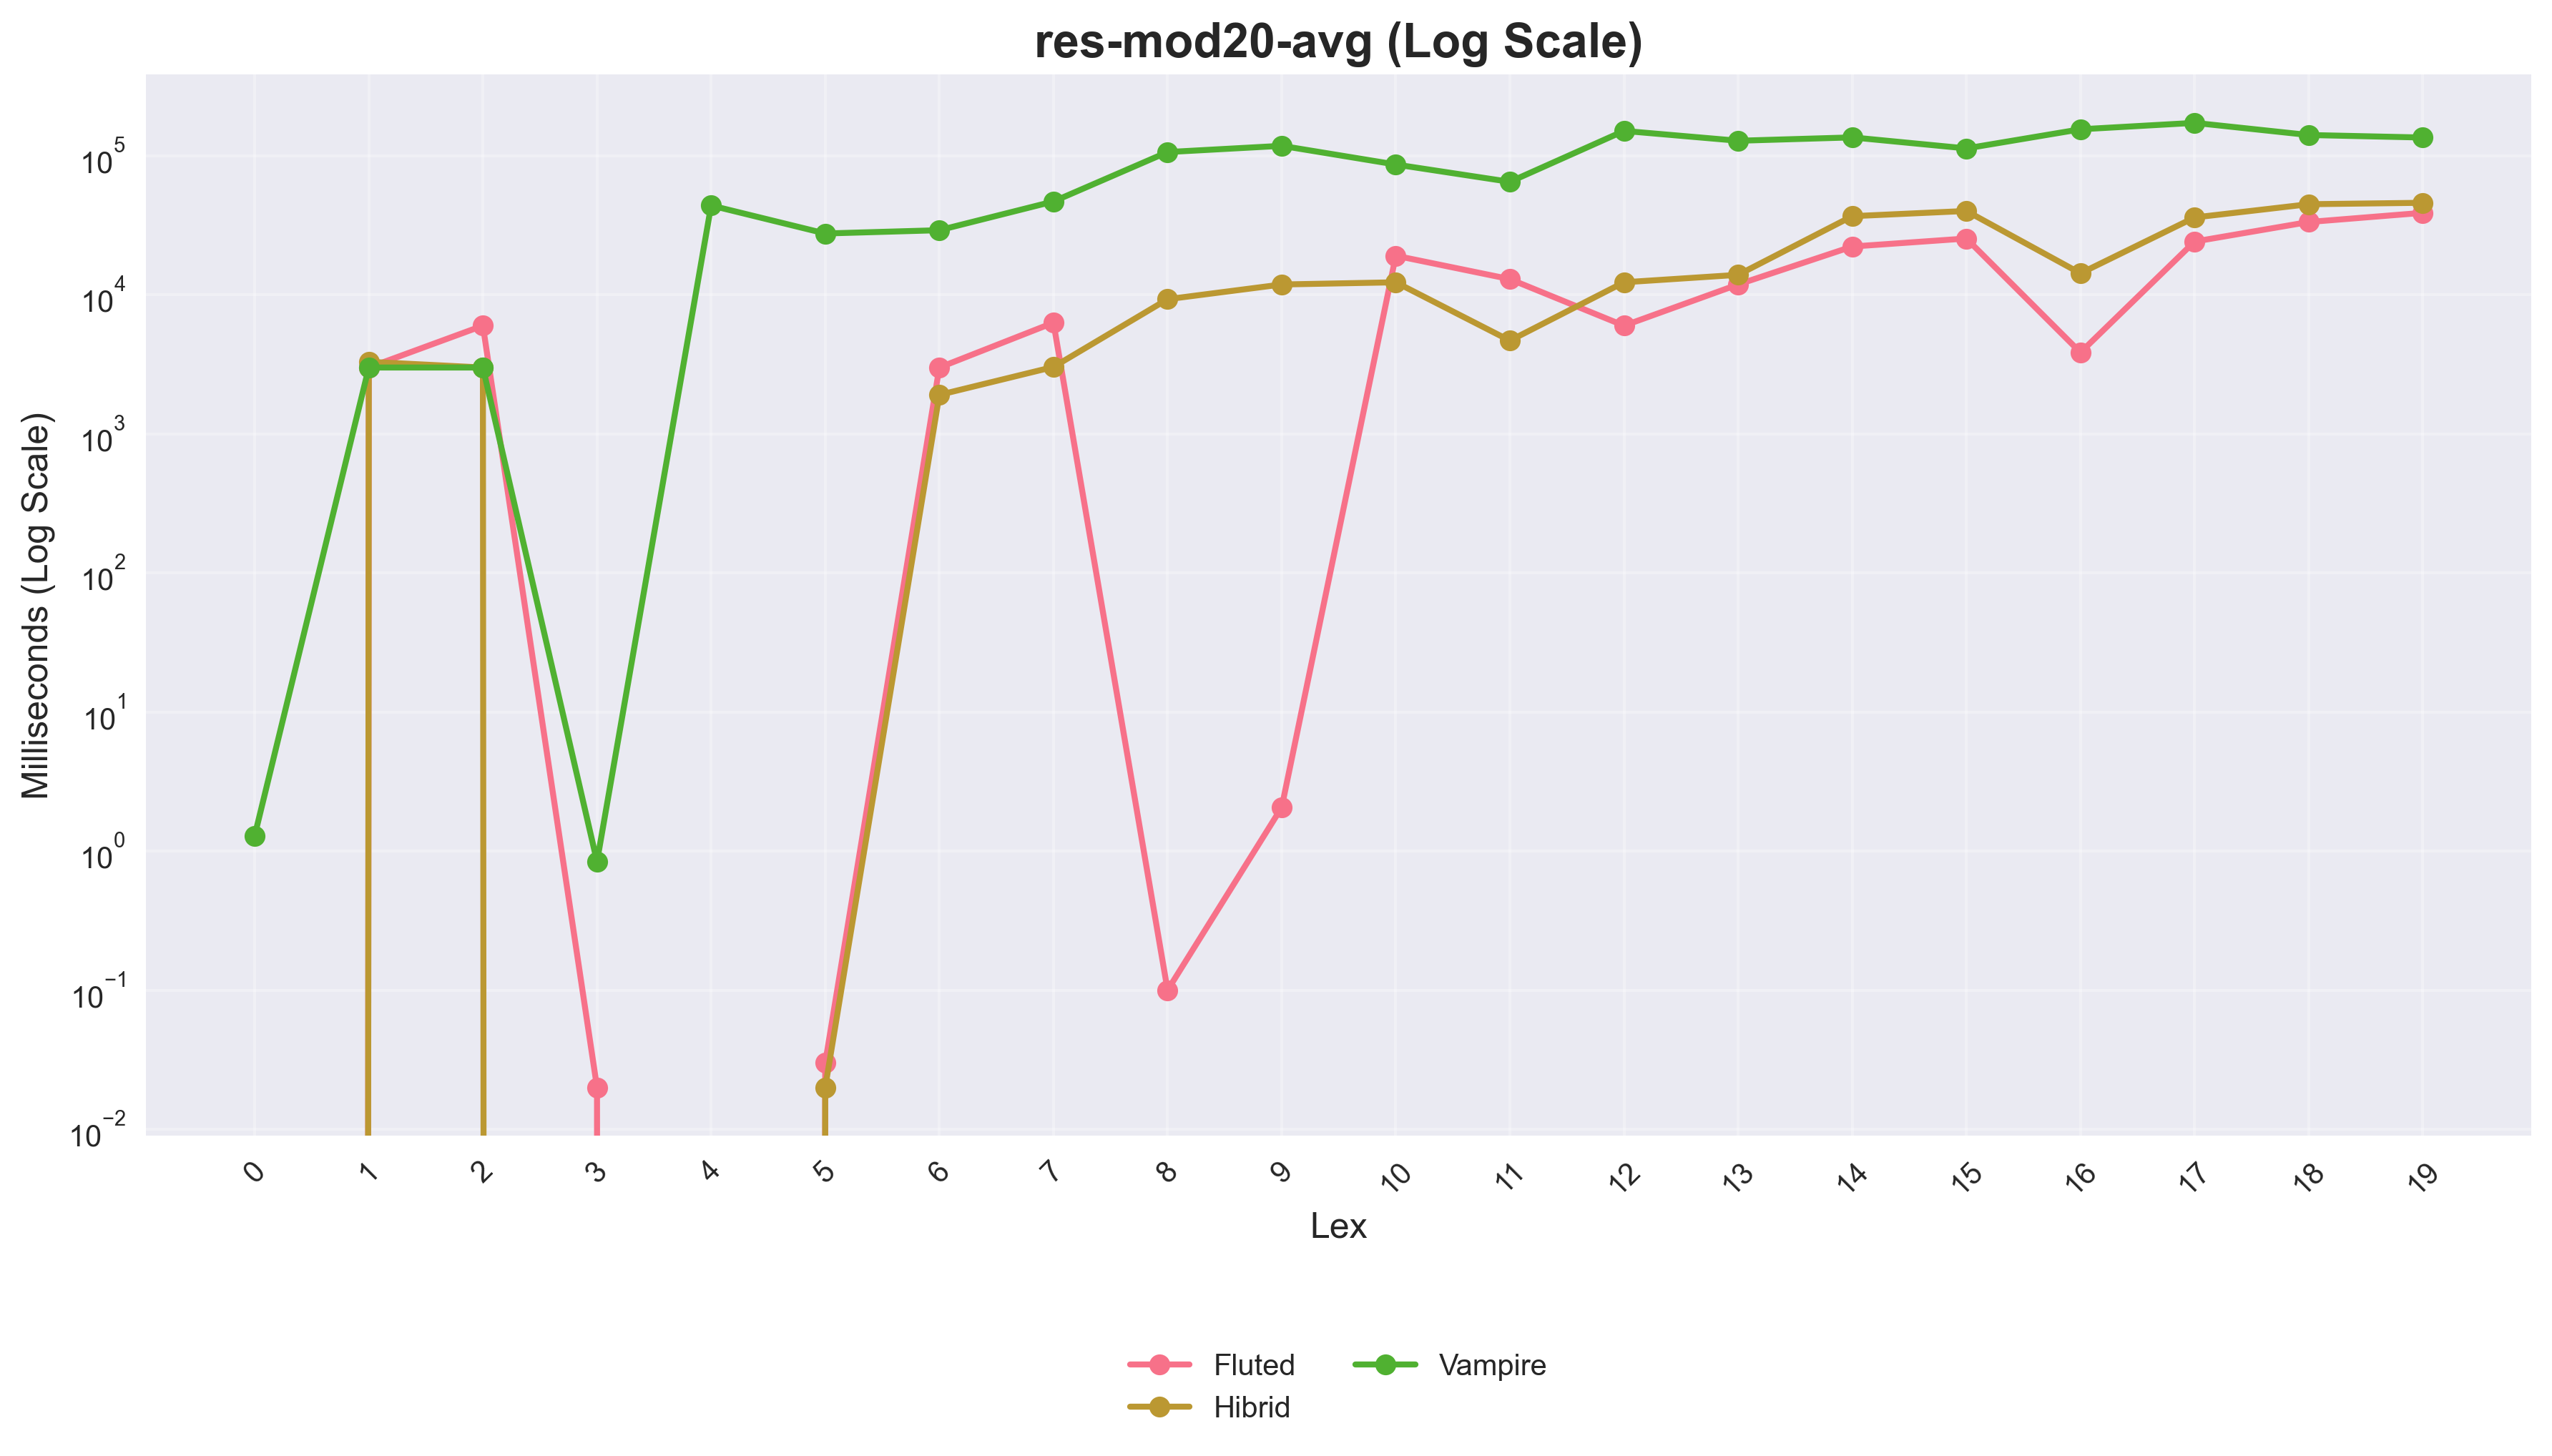 res-mod20-avg (Log Scale)
Milliseconds (Log Scale)
10^5
10^4
10^3
10^2
10^1
10^0
10^−1
10^−2
0 1 2 3 4 5 6 7 8 9 10 11 12 13 14 15 16 17 18 19
Lex
Fluted Vampire
Hibrid